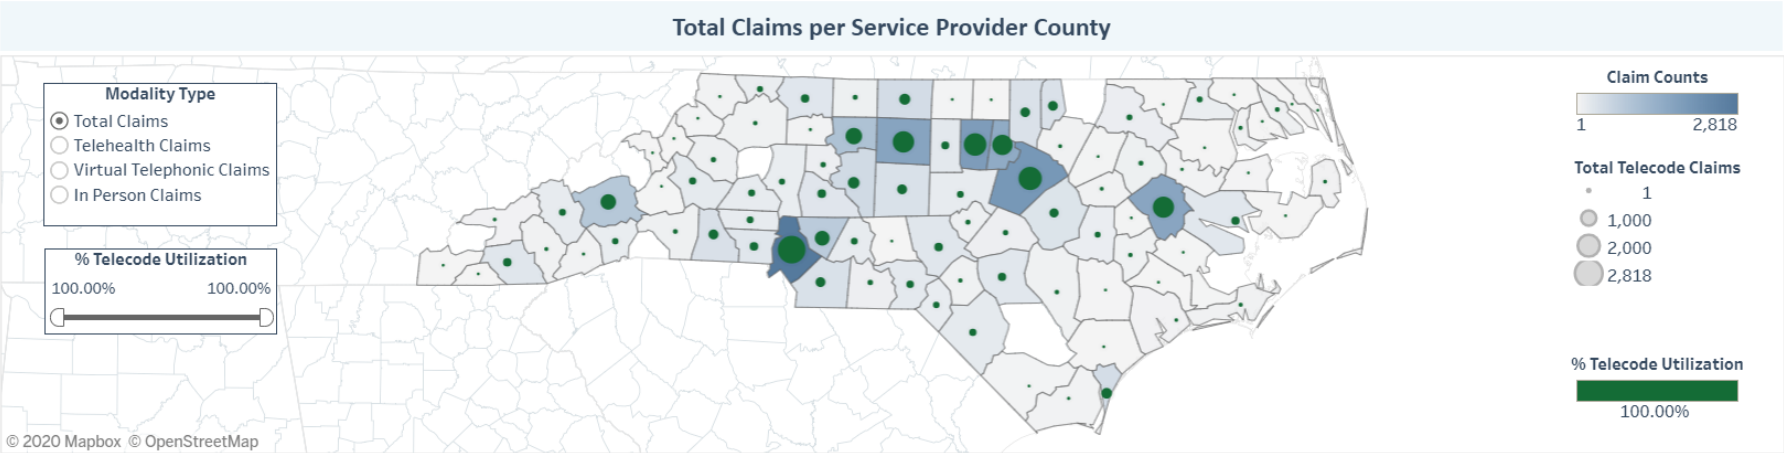 Total Claims per Service Provider County
Modality Type
Total Claims
Telehealth Claims
Virtual Telephonic Claims
In Person Claims
% Telecode Utilization
100.00% 100.00%
© 2020 Mapbox © OpenStreetMap
Claim Counts
1 2,818
Total Telecode Claims
1
1,000
2,000
2,818
% Telecode Utilization
100.00%